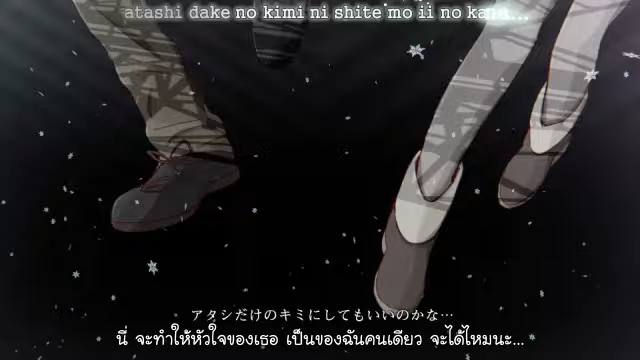 atashi dake no kimi ni shite mo ii no kana...
アタシだけのキミにしてもいいのかな…
นี่ จะทำให้หัวใจของเธอ เป็นของฉันคนเดียว จะได้ไหมนะ...